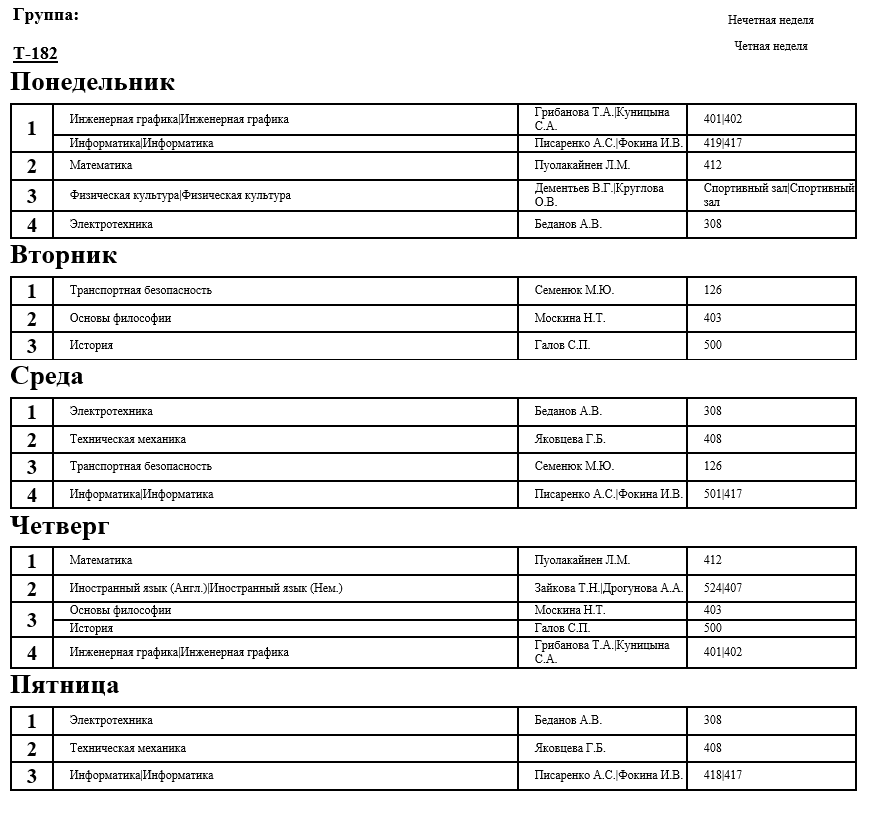 Группа:
Нечетная неделя
Четная неделя
Т-182
Понедельник
1
Инженерная графика|Инженерная графика
Грибанова Т.А.|Куницына
С.А.
401|402
Информатика|Информатика
Писаренко А.С.|Фокина И.В.
419|417
2
Математика
Пуолакайнен Л.М.
412
3
Физическая культура|Физическая культура
Дементьев В.Г.|Круглова
О.В.
Спортивный зал|Спортивный
зал
4
Электротехника
Беданов А.В.
308
Вторник
1
Транспортная безопасность
Семенюк М.Ю.
126
2
Основы философии
Москина Н.Т.
403
3
История
Галов С.П.
500
Среда
1
Электротехника
Беданов А.В.
308
2
Техническая механика
Яковцева Г.Б.
408
3
Транспортная безопасность
Семенюк М.Ю.
126
4
Информатика|Информатика
Писаренко А.С.|Фокина И.В.
501|417
Четверг
1
Математика
Пуолакайнен Л.М.
412
2
Иностранный язык (Англ.)|Иностранный язык (Нем.)
Зайкова Т.Н.|Дрогунова А.А.
524|407
3
Основы философии
Москина Н.Т.
403
История
Галов С.П.
500
4
Инженерная графика|Инженерная графика
Грибанова Т.А.|Куницына
С.А.
401|402
Пятница
1
Электротехника
Беданов А.В.
308
2
Техническая механика
Яковцева Г.Б.
408
3
Информатика|Информатика
Писаренко А.С.|Фокина И.В.
418|417